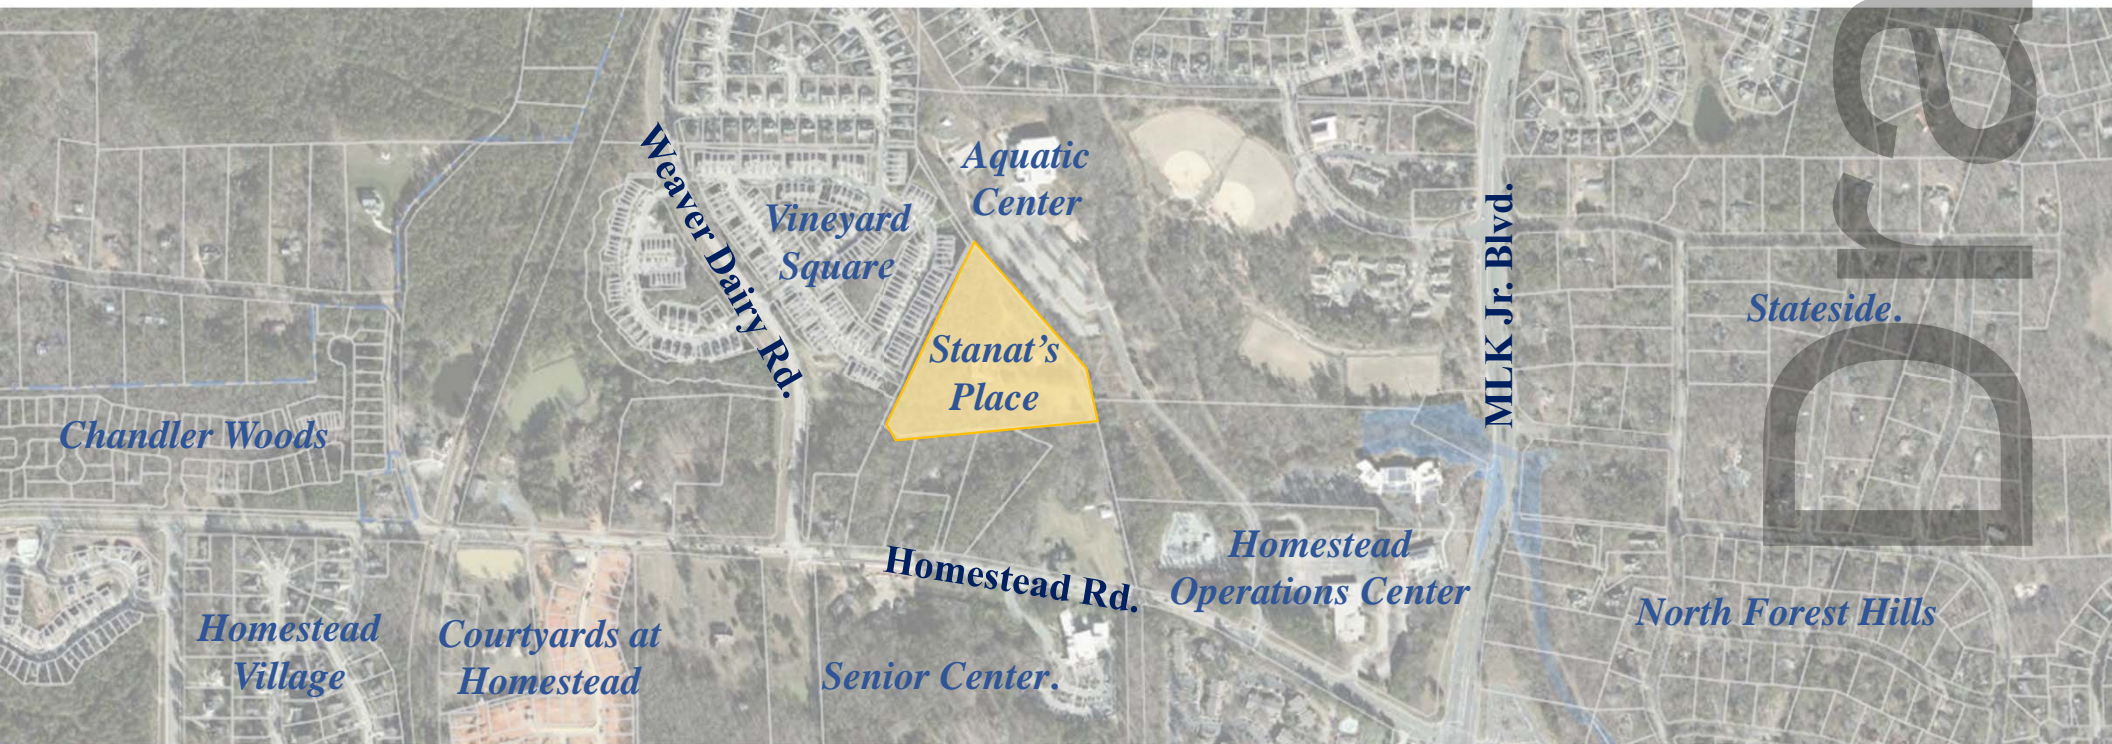 Weaver Dairy Rd.
Aquatic
Center
Vineyard
Square
MLK Jr. Blvd.
Stateside.
Stanat's
Place
Chandler Woods
Homestead Rd.
Homestead
Operations Center
North Forest Hills
Homestead
Village
Courtyards at
Homestead
Senior Center.
Dra